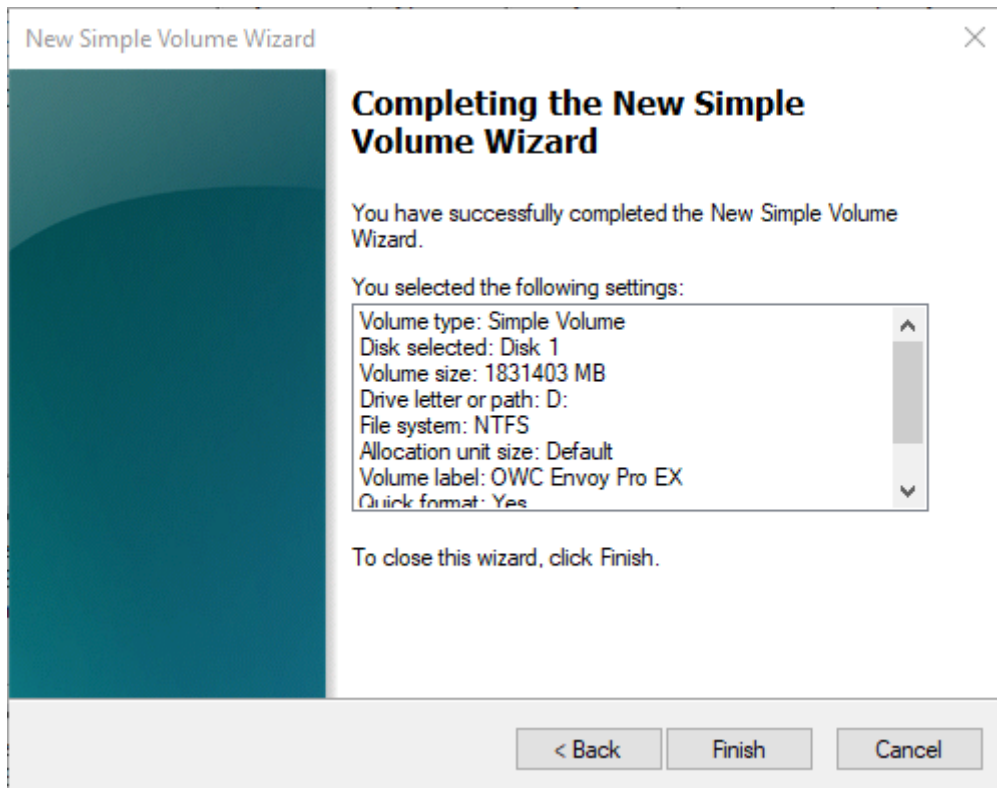 New Simple Volume Wizard
Completing the New Simple
Volume Wizard
You have successfully completed the New Simple Volume
Wizard.
You selected the following settings:
Volume type: Simple Volume
Disk selected: Disk 1
Volume size: 1831403 MB
Drive letter or path: D:
File system: NTFS
Allocation unit size: Default
Volume label: OWC Envoy Pro EX
Quick format: Yes
To close this wizard, click Finish.
< Back Finish Cancel